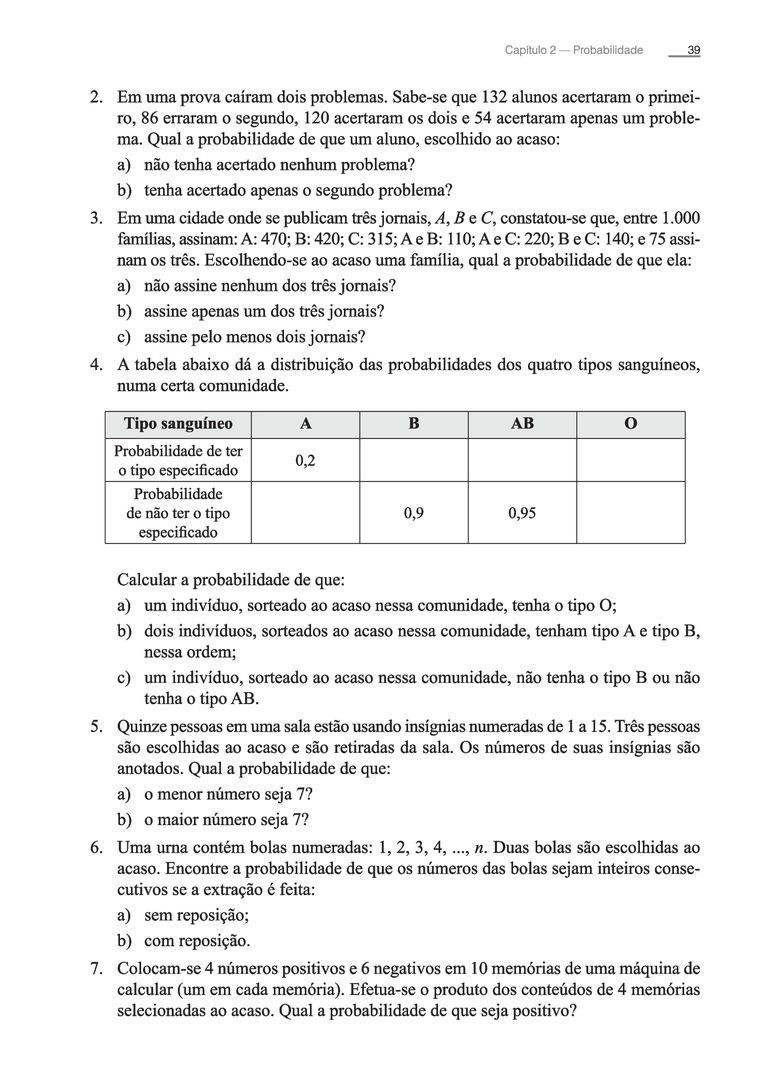 Capítulo 2 — Probabilidade 39
2. Em uma prova caíram dois problemas. Sabe-se que 132 alunos acertaram o primei-
ro, 86 erraram o segundo, 120 acertaram os dois e 54 acertaram apenas um proble-
ma. Qual a probabilidade de que um aluno, escolhido ao acaso:
a) não tenha acertado nenhum problema?
b) tenha acertado apenas o segundo problema?
3. Em uma cidade onde se publicam três jornais, A, B e C, constatou-se que, entre 1.000
famílias, assinam: A: 470; B: 420; C: 315; A e B: 110; A e C: 220; B e C: 140; e 75 assi-
nam os três. Escolhendo-se ao acaso uma família, qual a probabilidade de que ela:
a) não assine nenhum dos três jornais?
b) assine apenas um dos três jornais?
c) assine pelo menos dois jornais?
4. A tabela abaixo dá a distribuição das probabilidades dos quatro tipos sanguíneos,
numa certa comunidade.
Tipo sanguíneo A B AB O
Probabilidade de ter
o tipo especificado 0,2
Probabilidade
de não ter o tipo 0,9 0,95
especificado
Calcular a probabilidade de que:
a) um indivíduo, sorteado ao acaso nessa comunidade, tenha o tipo O;
b) dois indivíduos, sorteados ao acaso nessa comunidade, tenham tipo A e tipo B,
nessa ordem;
c) um indivíduo, sorteado ao acaso nessa comunidade, não tenha o tipo B ou não
tenha o tipo AB.
5. Quinze pessoas em uma sala estão usando insígnias numeradas de 1 a 15. Três pessoas
são escolhidas ao acaso e são retiradas da sala. Os números de suas insígnias são
anotados. Qual a probabilidade de que:
a) o menor número seja 7?
b) o maior número seja 7?
6. Uma urna contém bolas numeradas: 1, 2, 3, 4, ..., n. Duas bolas são escolhidas ao
acaso. Encontre a probabilidade de que os números das bolas sejam inteiros conse-
cutivos se a extração é feita:
a) sem reposição;
b) com reposição.
7. Colocam-se 4 números positivos e 6 negativos em 10 memórias de uma máquina de
calcular (um em cada memória). Efetua-se o produto dos conteúdos de 4 memórias
selecionadas ao acaso. Qual a probabilidade de que seja positivo?